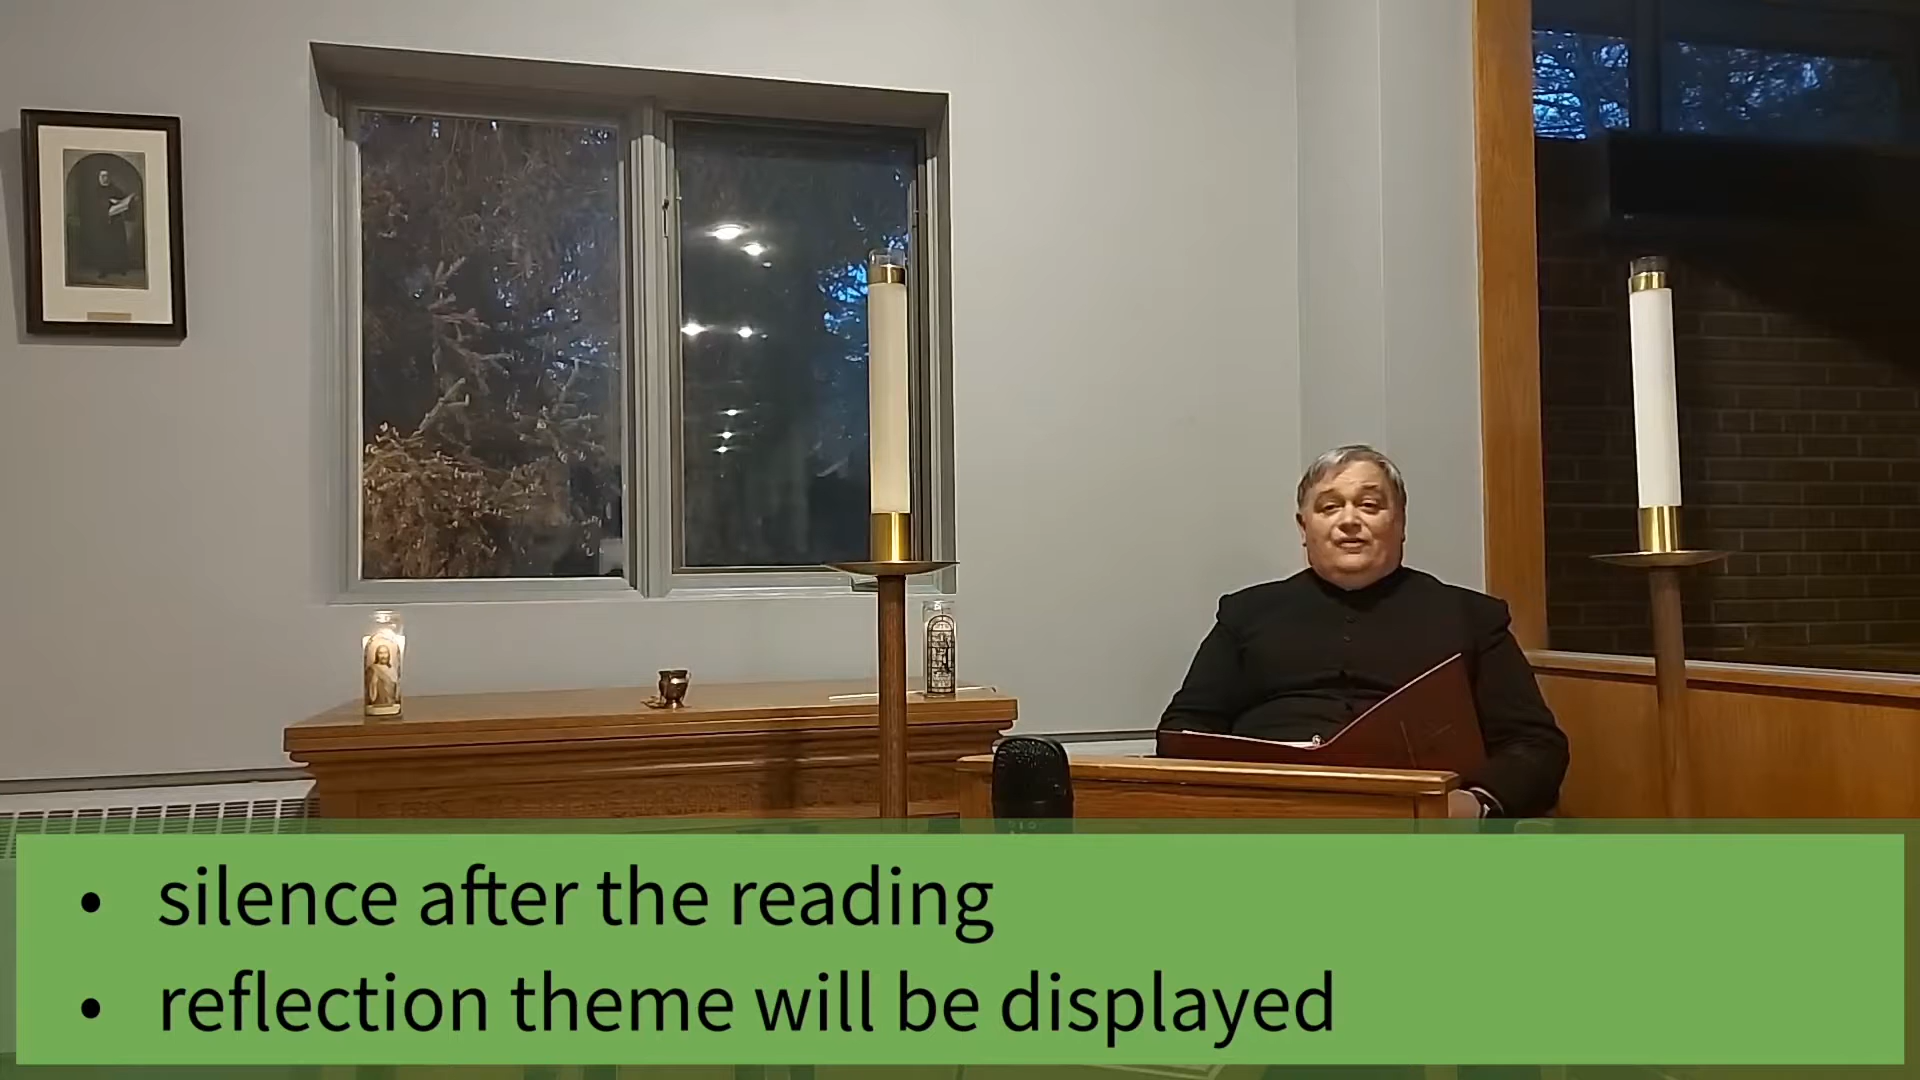 • silence after the reading
• reflection theme will be displayed